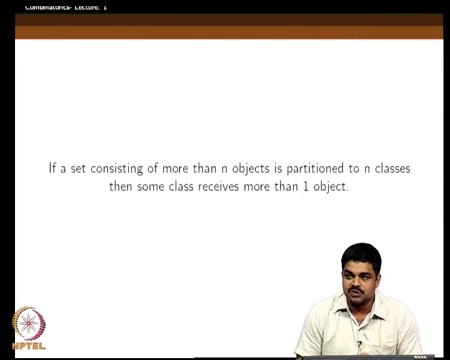 Combinatorics- Lecture: 1
If a set consisting of more than n objects is partitioned to n classes
then some class receives more than 1 object.
NPTEL